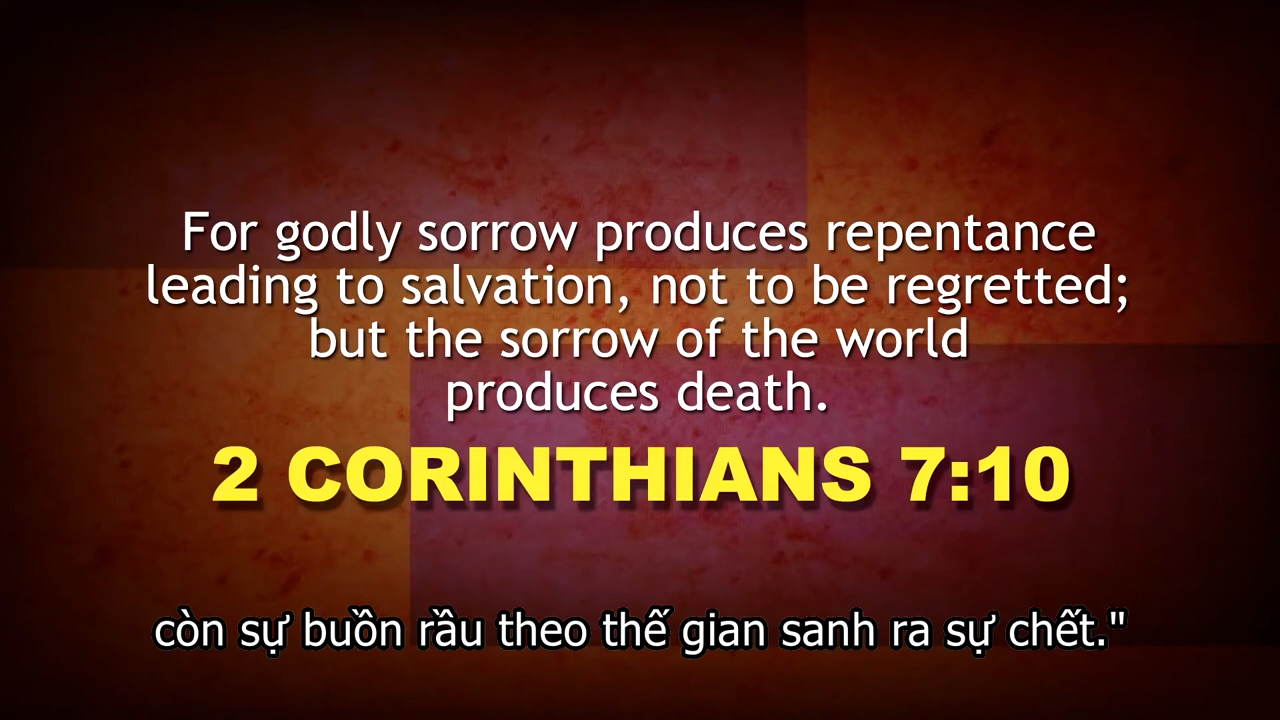 For godly sorrow produces repentance
leading to salvation, not to be regretted;
but the sorrow of the world
produces death.
2 CORINTHIANS 7:10
còn sự buồn rầu theo thế gian sanh ra sự chết."